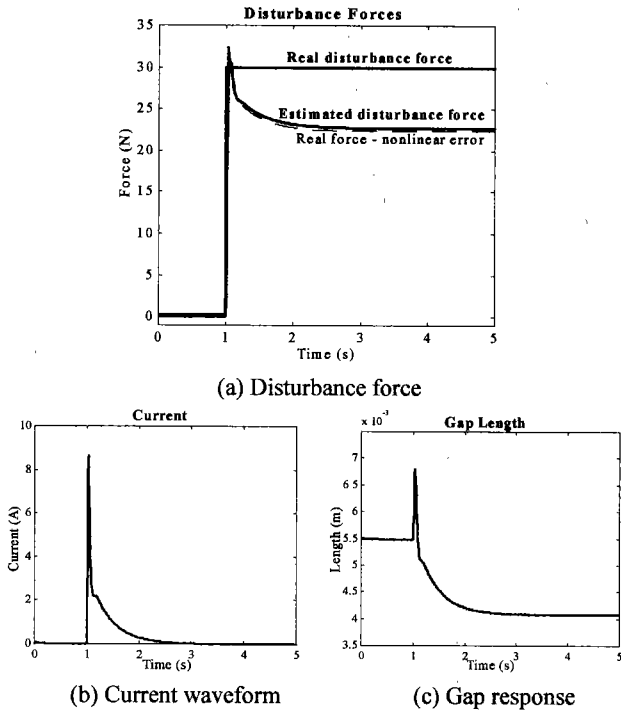 Disturbance Forces
35
30
25
20
15
10
5
0
Force (N)
Real disturbance force
Estimated disturbance force
Real force - nonlinear error
0 1 2 3 4 5
Time (s)
(a) Disturbance force
Current
10
8
6
4
2
0
Current (A)
0 1 2 3 4 5
Time (s)
(b) Current waveform
x 10⁻³
Gap Length
7
6.5
6
5.5
5
4.5
4
3.5
Length (m)
0 1 2 3 4 5
Time (s)
(c) Gap response